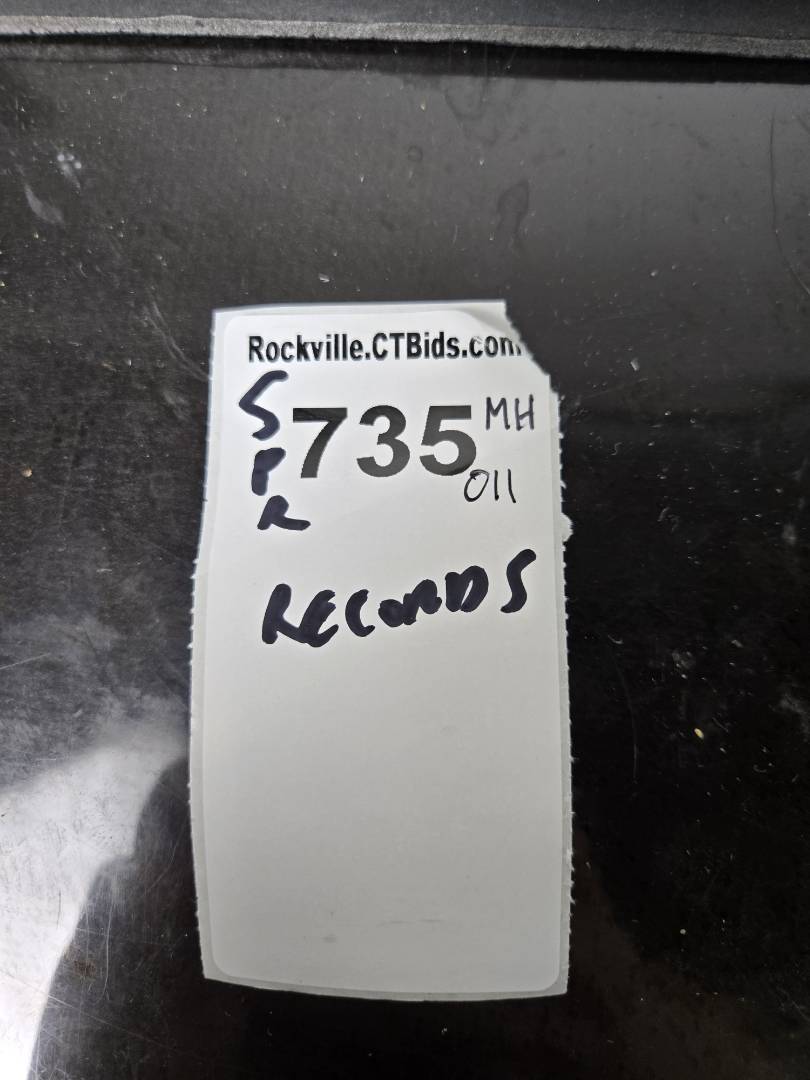 Rockville.CTBids.com
S
P
R
735
MH
011
RECORDS